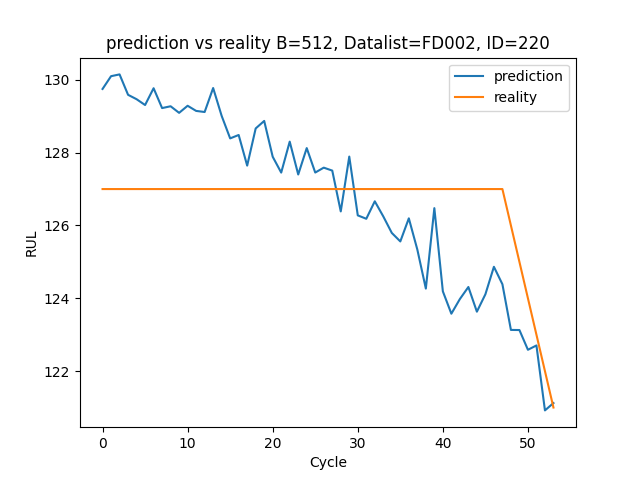 prediction vs reality B=512, Datalist=FD002, ID=220
prediction
reality
130
128
126
124
122
RUL
0 10 20 30 40 50
Cycle